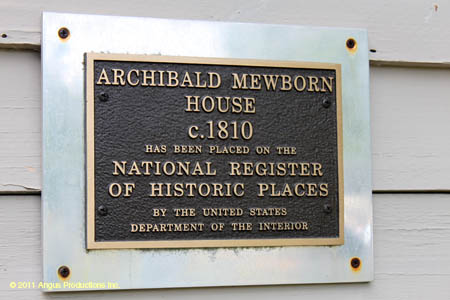 ARCHIBALD MEWBORN
HOUSE
c.1810
HAS BEEN PLACED ON THE
NATIONAL REGISTER
OF HISTORIC PLACES
BY THE UNITED STATES
DEPARTMENT OF THE INTERIOR
© 2011 Angus Productions Inc.